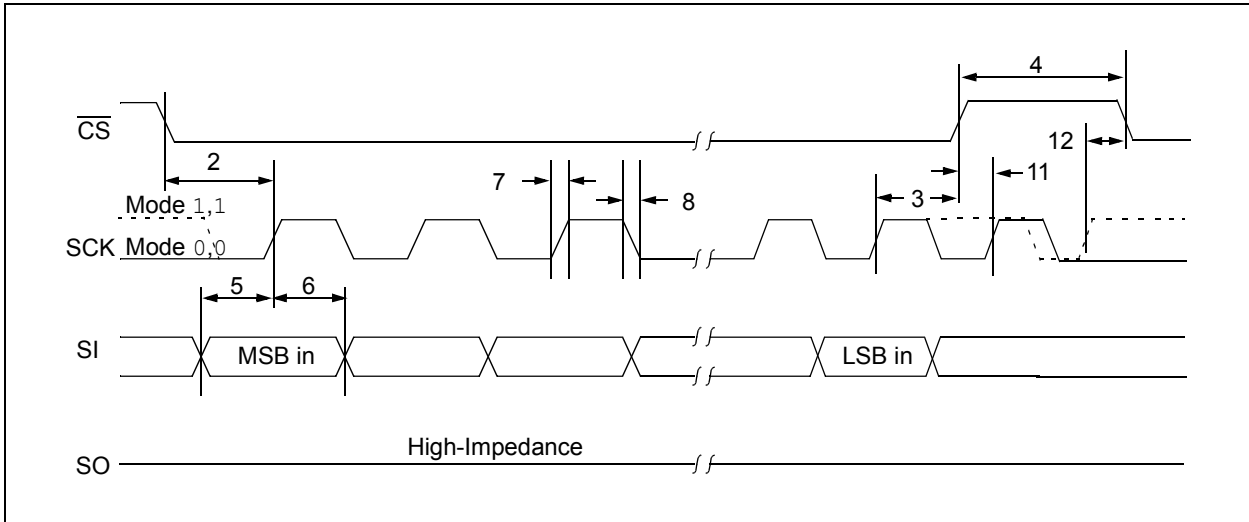 4
CS
12
2
7
8
3
11
Mode 1,1
SCK Mode 0,0
5
6
SI
MSB in
LSB in
High-Impedance
SO